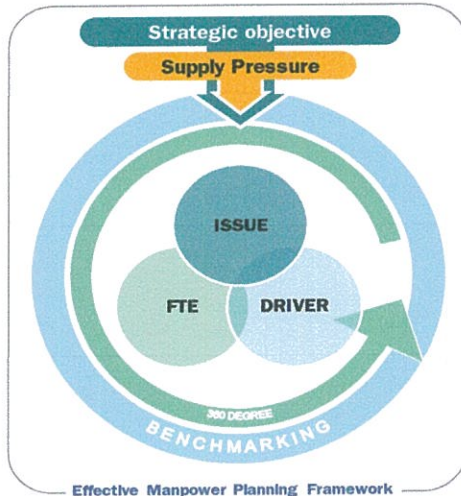 Strategic objective
Supply Pressure
ISSUE
FTE
DRIVER
360 DEGREE
BENCHMARKING
Effective Manpower Planning Framework